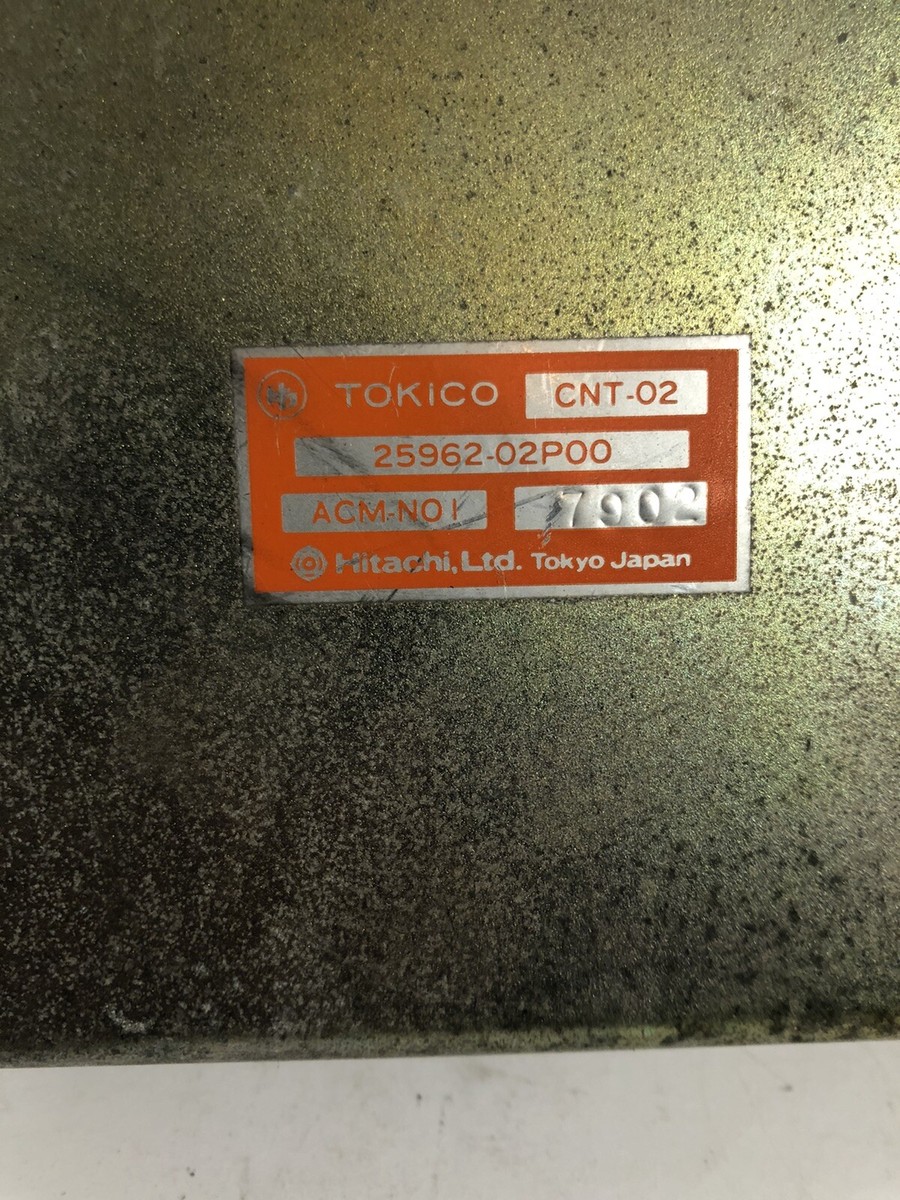 TOKICO CNT-02
25962-02P00
ACM-N01 7902
Hitachi, Ltd. Tokyo Japan